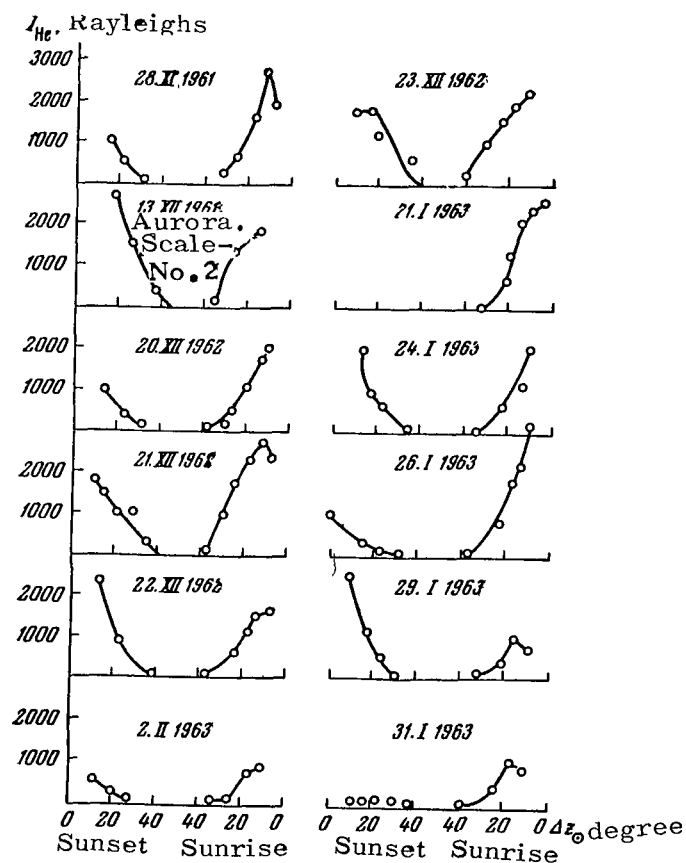 I_He, Rayleighs
3000
2000
1000
28.XI.1961
23.XII 1962
2000
1000
Aurora.
Scale—
No. 2
21.I 1963
2000
1000
20.XII 1962
24.I 1963
2000
1000
21.XII 1962
26.I 1963
2000
1000
22.XII 1962
29.I 1963
2000
1000
2.II 1963
31.I 1963
0 20 40 40 20 0
0 20 40 40 20 0 Δz⊙degree
Sunset Sunrise
Sunset Sunrise